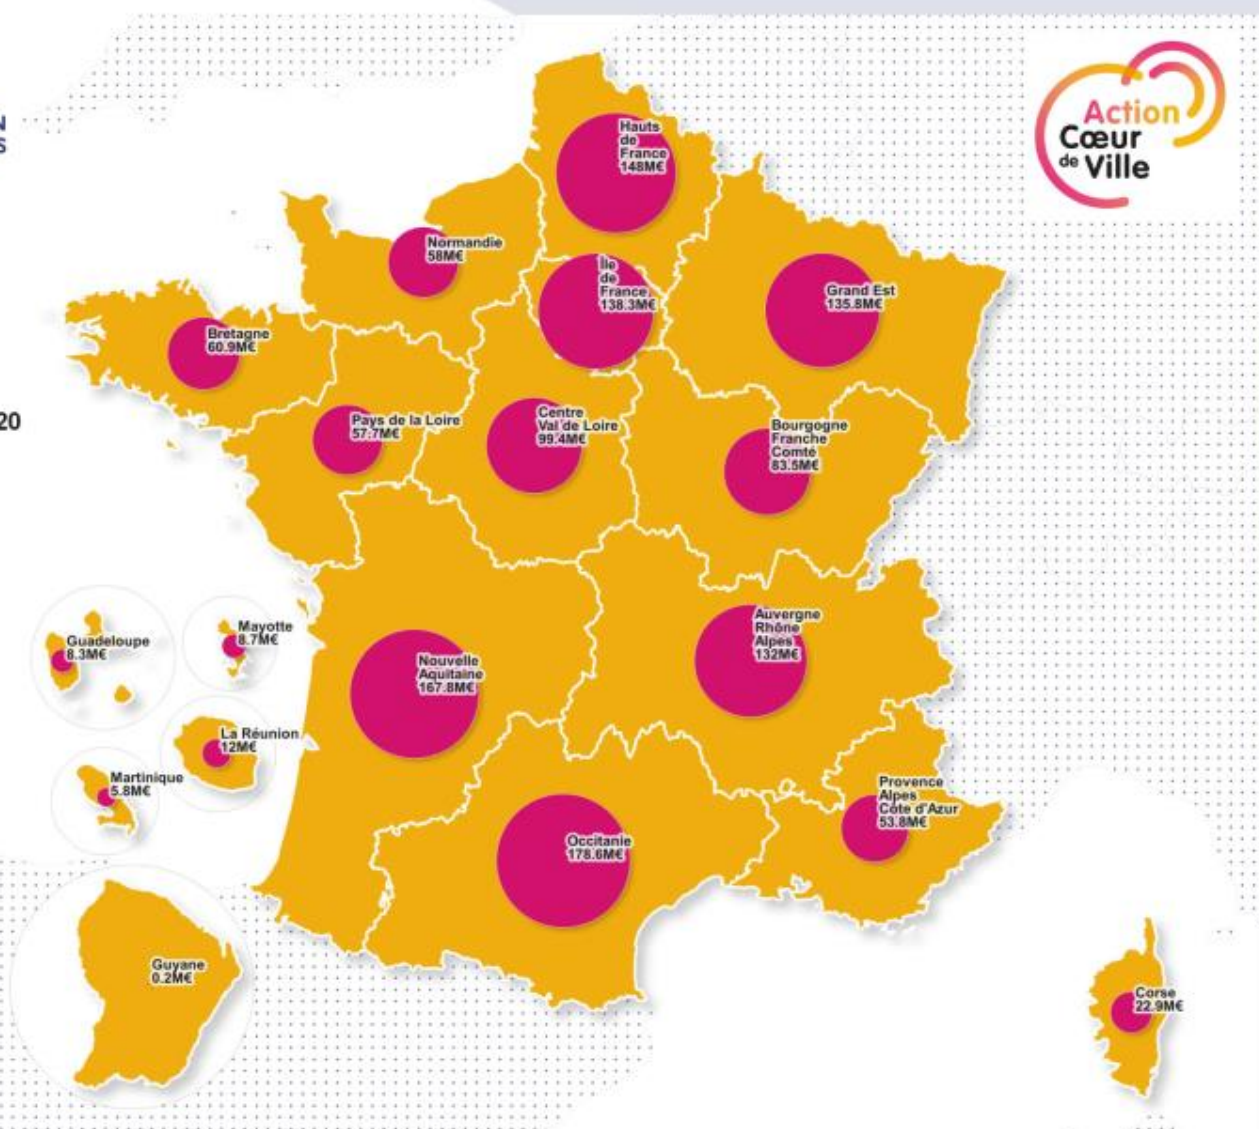 N
S
Action
Cœur
de Ville
Hauts
de
France
148M€
Normandie
58M€
Île
de
France
138.3M€
Grand Est
135.8M€
Bretagne
60.9M€
Pays de la Loire
57.7M€
Centre
Val de Loire
99.4M€
Bourgogne
Franche
Comté
83.5M€
20
Guadeloupe
8.3M€
Mayotte
8.7M€
Nouvelle
Aquitaine
167.8M€
Auvergne
Rhône
Alpes
132M€
La Réunion
12M€
Martinique
5.8M€
Provence
Alpes
Côte d'Azur
53.8M€
Occitanie
178.6M€
Guyane
0.2M€
Corse
22.9M€